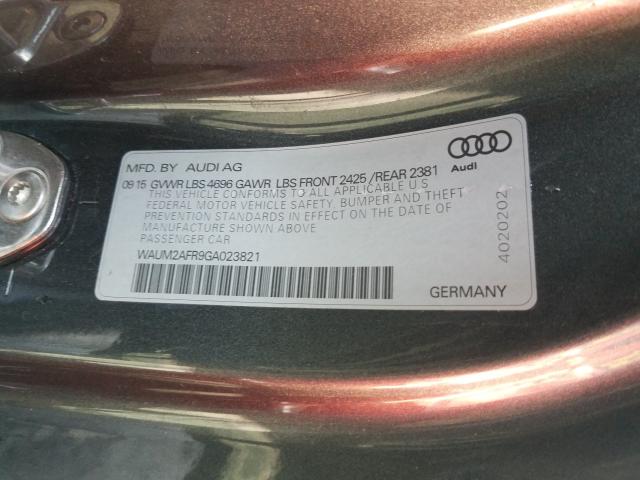 MFD. BY AUDI AG
Audi
09 15 GVWR LBS 4696 GAWR LBS FRONT 2425 /REAR 2381
THIS VEHICLE CONFORMS TO ALL APPLICABLE U S
FEDERAL MOTOR VEHICLE SAFETY, BUMPER AND THEFT
PREVENTION STANDARDS IN EFFECT ON THE DATE OF
MANUFACTURE SHOWN ABOVE
PASSENGER CAR
WAUM2AFR9GA023821
GERMANY